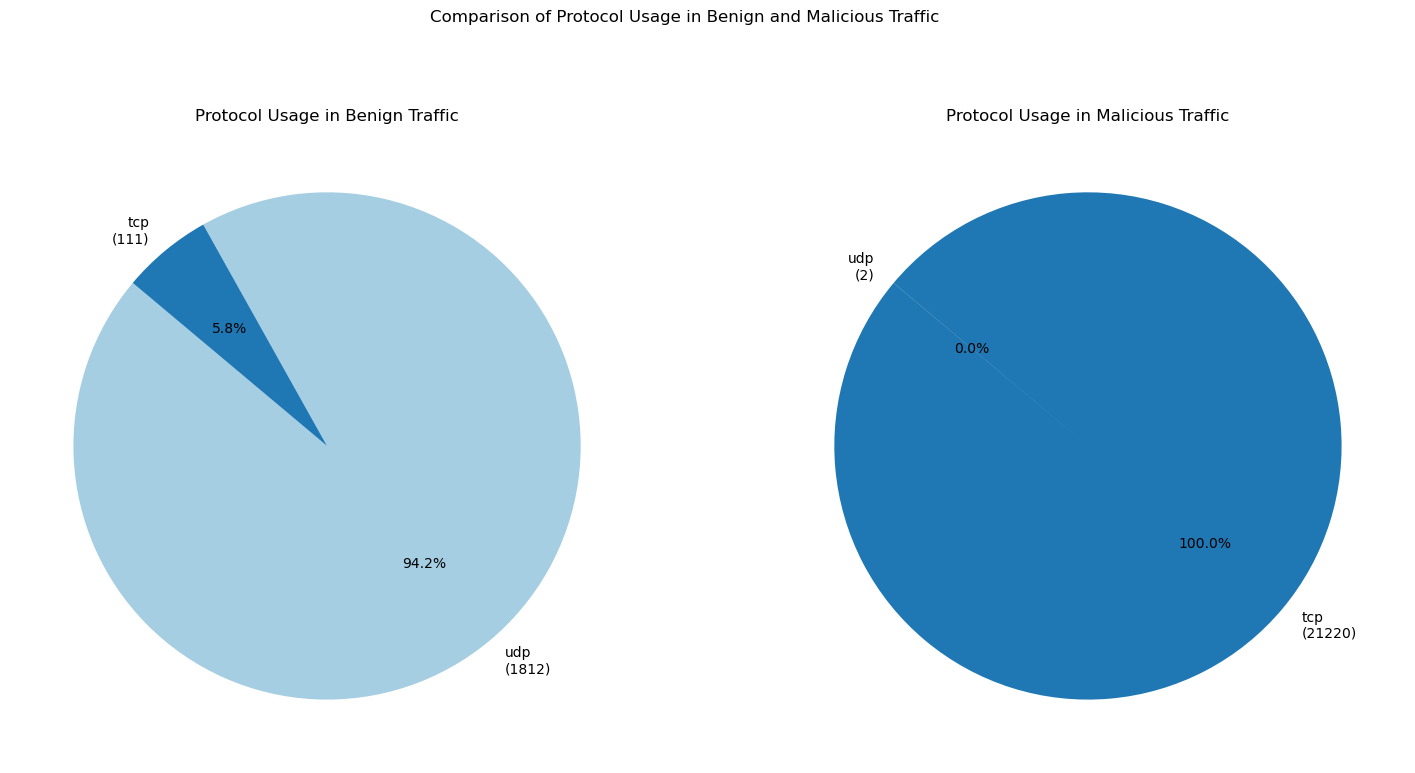 Comparison of Protocol Usage in Benign and Malicious Traffic
Protocol Usage in Benign Traffic
tcp
(111)
5.8%
94.2%
udp
(1812)
Protocol Usage in Malicious Traffic
udp
(2)
0.0%
100.0%
tcp
(21220)